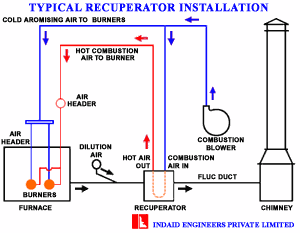 TYPICAL RECUPERATOR INSTALLATION
COLD AROMISING AIR TO BURNERS
HOT COMBUSTION
AIR TO BURNER
AIR
HEADER
AIR
HEADER
DILUTION
AIR
COMBUSTION
BLOWER
HOT AIR
OUT
COMBUSTION
AIR IN
FLUC DUCT
BURNERS
FURNACE
RECUPERATOR
CHIMNEY
INDAID ENGINEERS PRIVATE LIMITED